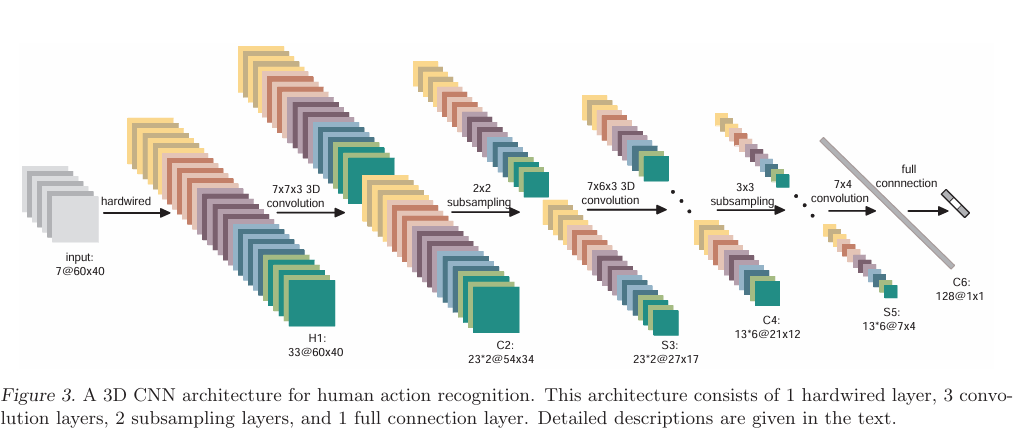 hardwired
7x7x3 3D
convolution
2x2
subsampling
7x6x3 3D
convolution
3x3
subsampling
7x4
convolution
full
connnection
input:
7@60x40
H1:
33@60x40
C2:
23*2@54x34
S3:
23*2@27x17
C4:
13*6@21x12
S5:
13*6@7x4
C6:
128@1x1
Figure 3. A 3D CNN architecture for human action recognition. This architecture consists of 1 hardwired layer, 3 convo-
lution layers, 2 subsampling layers, and 1 full connection layer. Detailed descriptions are given in the text.